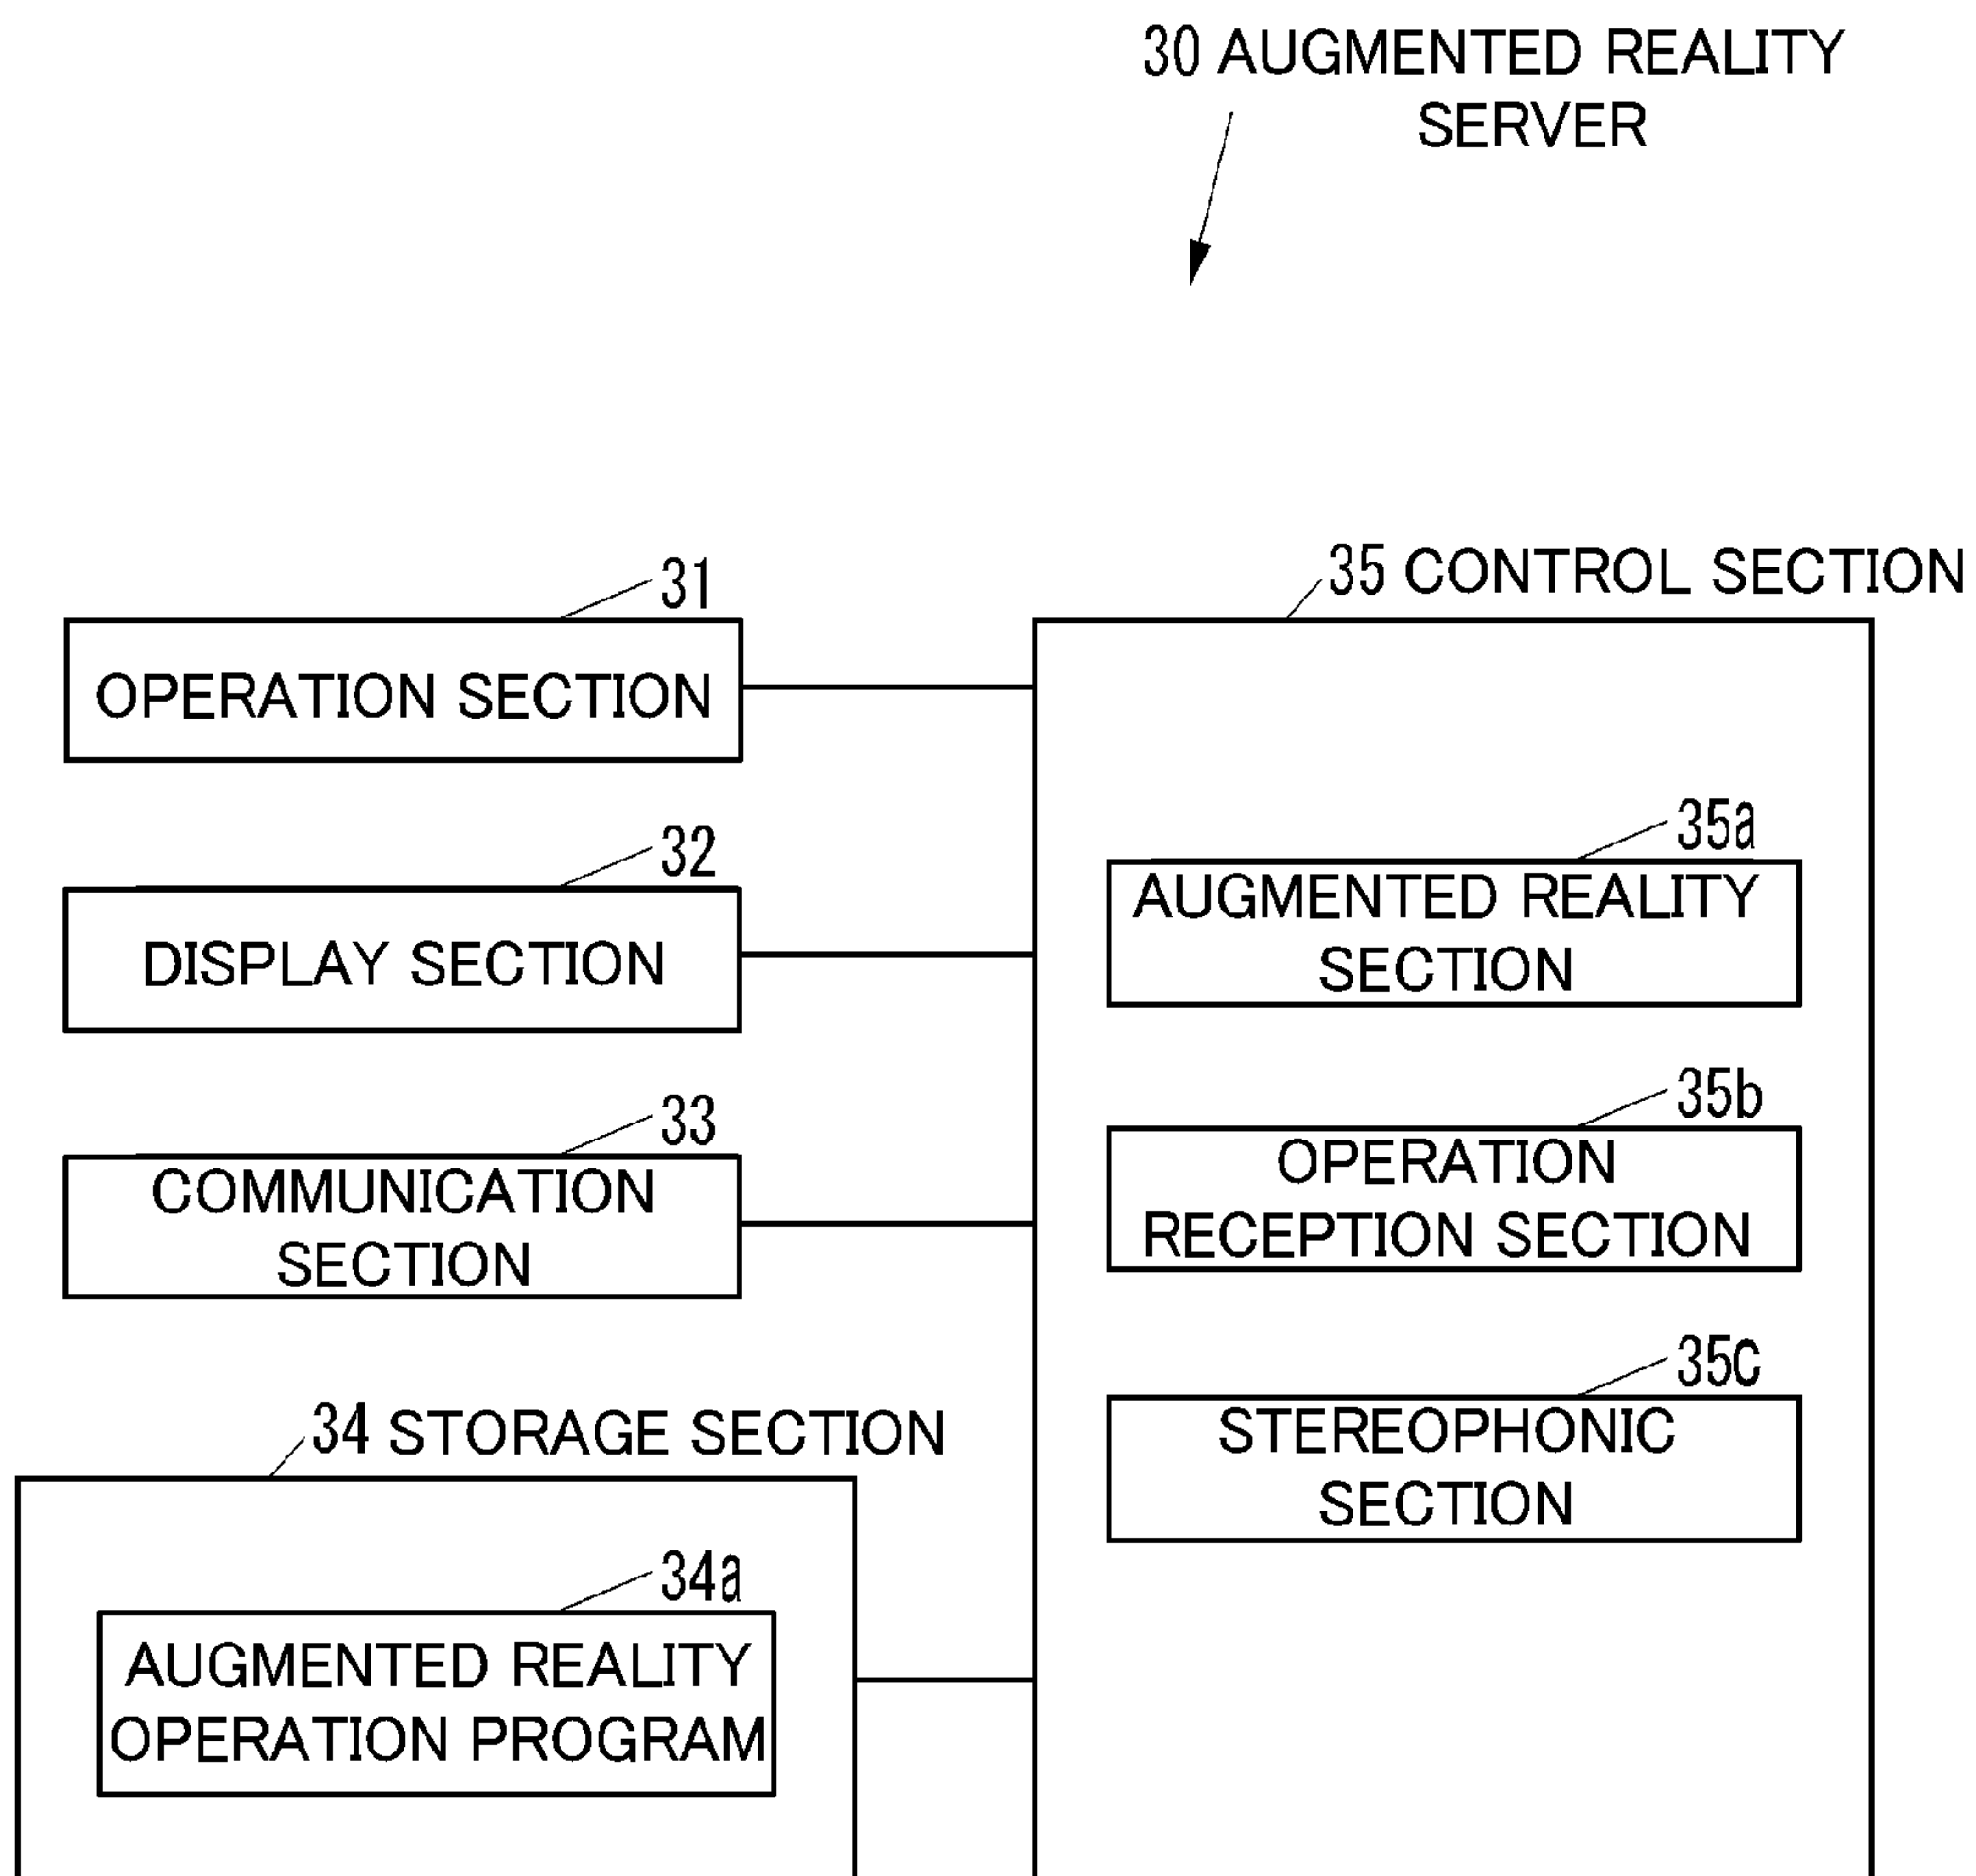 30 AUGMENTED REALITY
SERVER
31
OPERATION SECTION
32
DISPLAY SECTION
33
COMMUNICATION
SECTION
34 STORAGE SECTION
34a
AUGMENTED REALITY
OPERATION PROGRAM
35 CONTROL SECTION
35a
AUGMENTED REALITY
SECTION
35b
OPERATION
RECEPTION SECTION
35c
STEREOPHONIC
SECTION